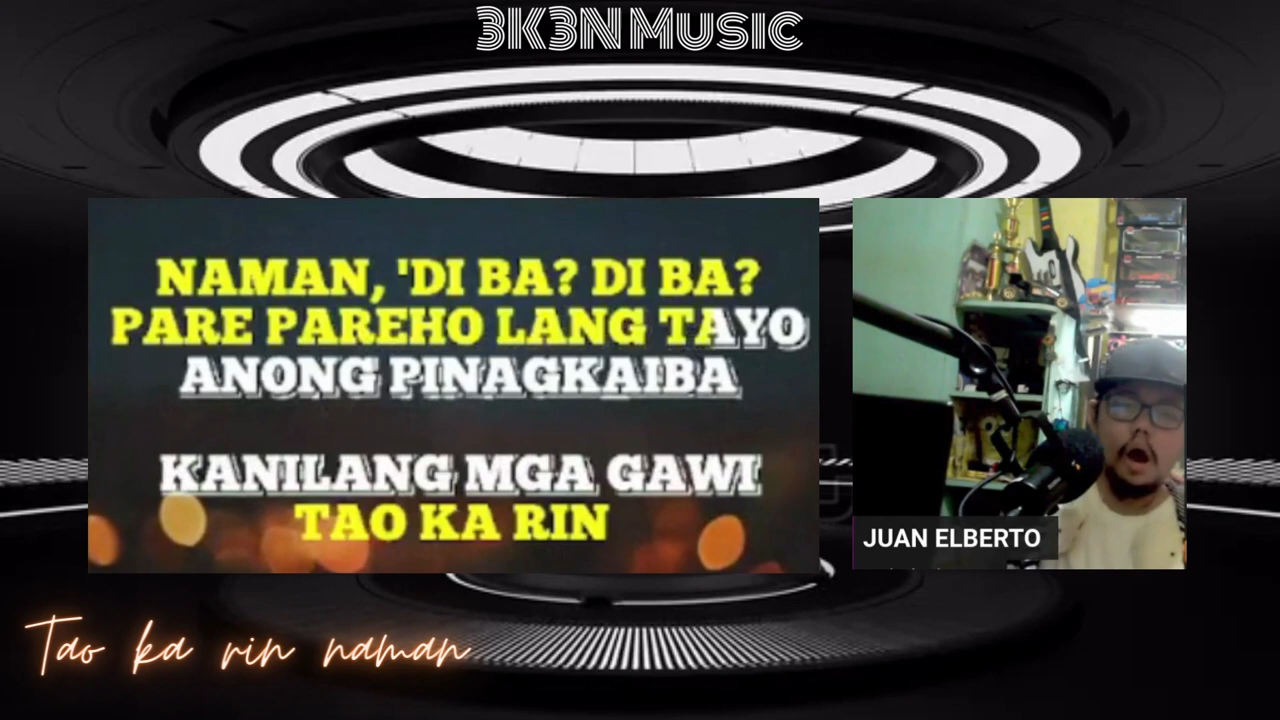 3K3N MUSIC
NAMAN, 'DI BA? DI BA?
PARE PAREHO LANG TAYO
ANONG PINAGKAIBA
KANILANG MGA GAWI
TAO KA RIN
JUAN ELBERTO
Tao ka rin naman